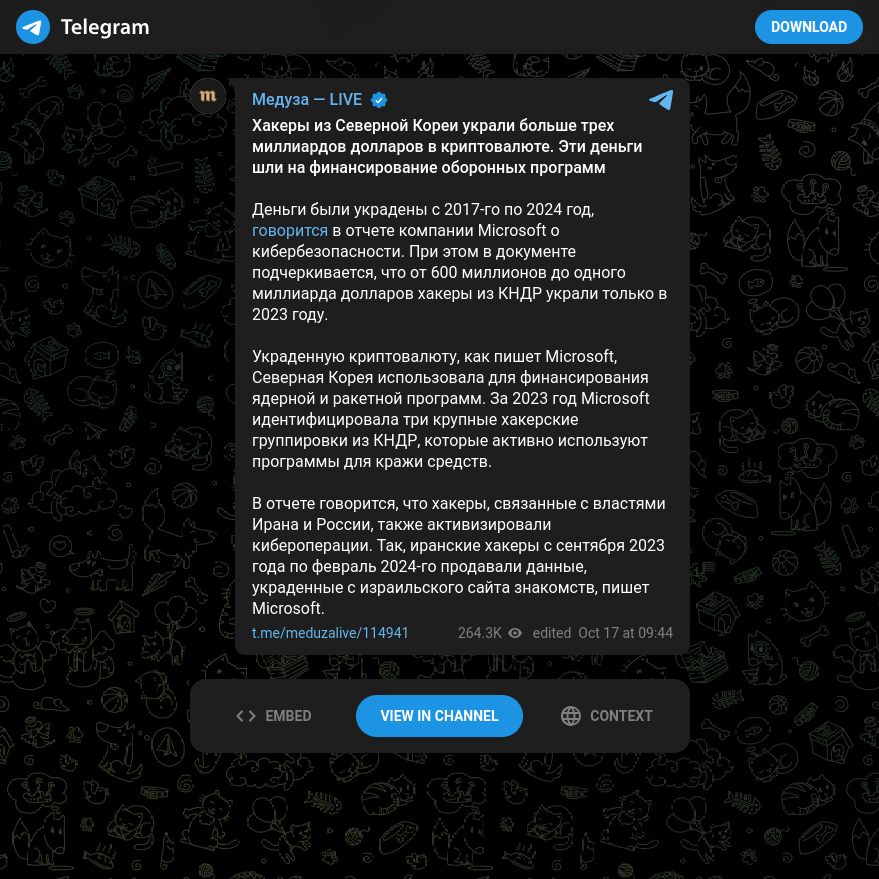 Telegram
DOWNLOAD
m
Медуза — LIVE
Хакеры из Северной Кореи украли больше трех
миллиардов долларов в криптовалюте. Эти деньги
шли на финансирование оборонных программ
Деньги были украдены с 2017-го по 2024 год,
говорится в отчете компании Microsoft о
кибербезопасности. При этом в документе
подчеркивается, что от 600 миллионов до одного
миллиарда долларов хакеры из КНДР украли только в
2023 году.
Украденную криптовалюту, как пишет Microsoft,
Северная Корея использовала для финансирования
ядерной и ракетной программ. За 2023 год Microsoft
идентифицировала три крупные хакерские
группировки из КНДР, которые активно используют
программы для кражи средств.
В отчете говорится, что хакеры, связанные с властями
Ирана и России, также активизировали
кибероперации. Так, иранские хакеры с сентября 2023
года по февраль 2024-го продавали данные,
украденные с израильского сайта знакомств, пишет
Microsoft.
t.me/meduzalive/114941 264.3K edited Oct 17 at 09:44
EMBED VIEW IN CHANNEL CONTEXT